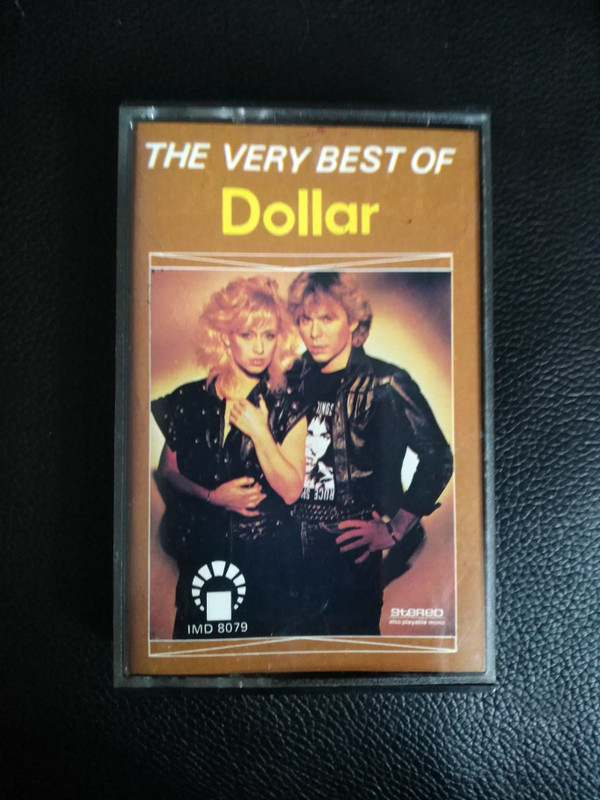 THE VERY BEST OF
Dollar
IMD 8079
STEREO
also playable mono